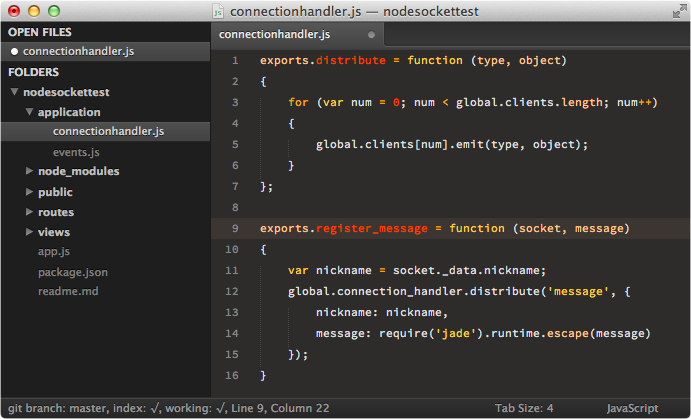 connectionhandler.js — nodesockettest
OPEN FILES
connectionhandler.js
FOLDERS
nodesockettest
application
connectionhandler.js
events.js
node_modules
public
routes
views
app.js
package.json
readme.md
connectionhandler.js
1 exports.distribute = function (type, object)
2 {
3 for (var num = 0; num < global.clients.length; num++)
4 {
5 global.clients[num].emit(type, object);
6 }
7 };
8
9 exports.register_message = function (socket, message)
10 {
11 var nickname = socket._data.nickname;
12 global.connection_handler.distribute('message', {
13 nickname: nickname,
14 message: require('jade').runtime.escape(message)
15 });
16 }
git branch: master, index: √, working: √, Line 9, Column 22
Tab Size: 4
JavaScript